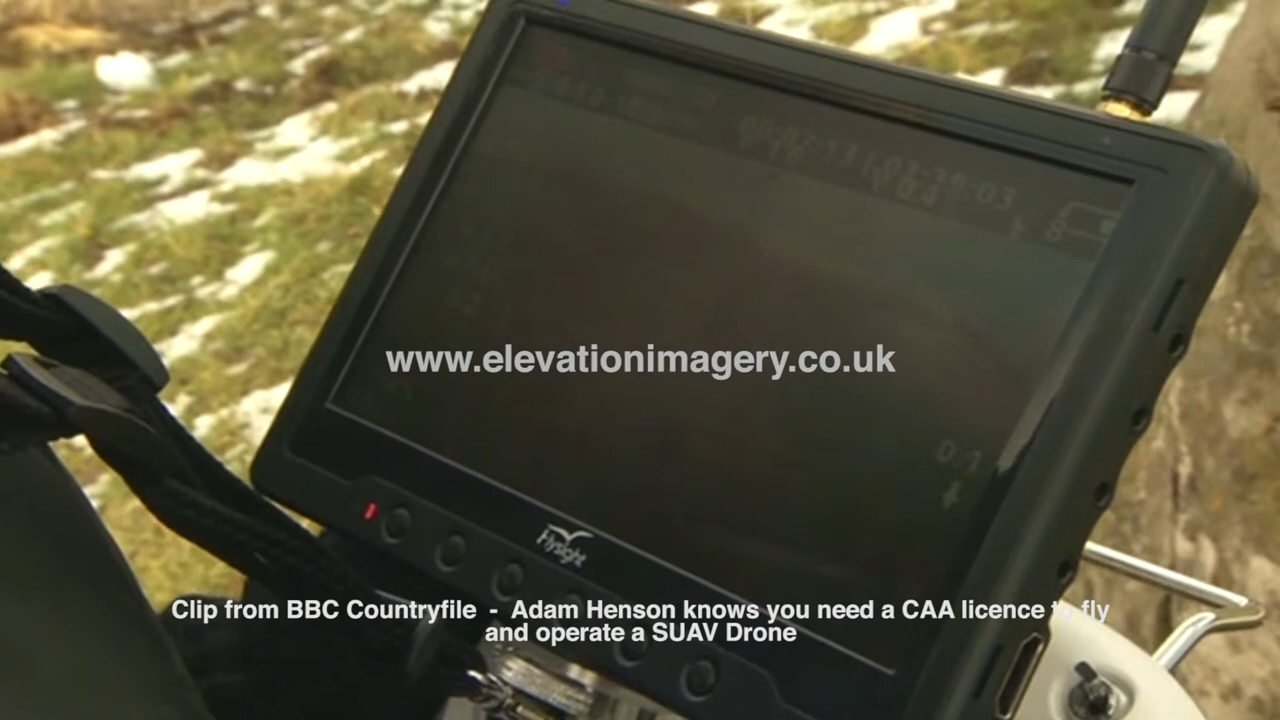 www.elevationimagery.co.uk
Flysight
Clip from BBC Countryfile - Adam Henson knows you need a CAA licence to fly
and operate a SUAV Drone